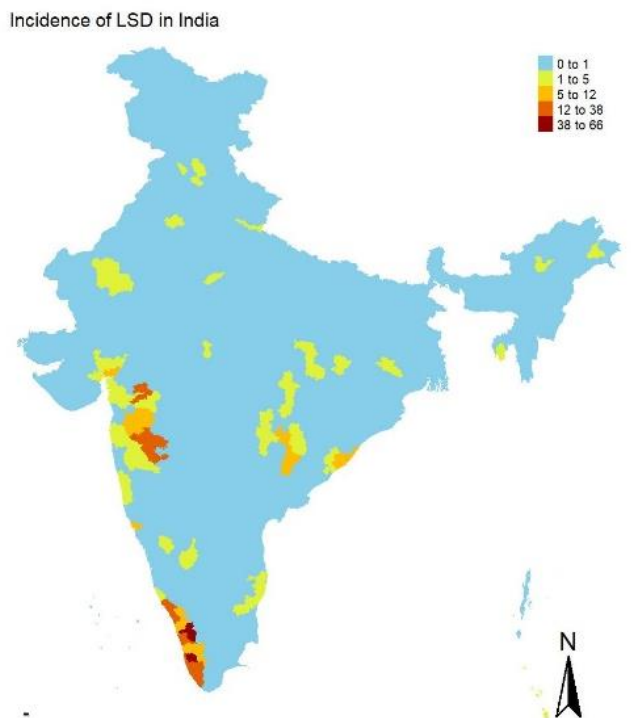 Incidence of LSD in India
0 to 1
1 to 5
5 to 12
12 to 38
38 to 66
N